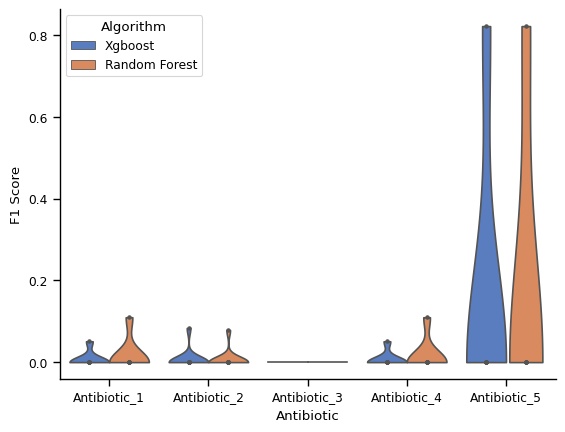 Algorithm
Xgboost
Random Forest
F1 Score
0.8
0.6
0.4
0.2
0.0
Antibiotic_1 Antibiotic_2 Antibiotic_3 Antibiotic_4 Antibiotic_5
Antibiotic